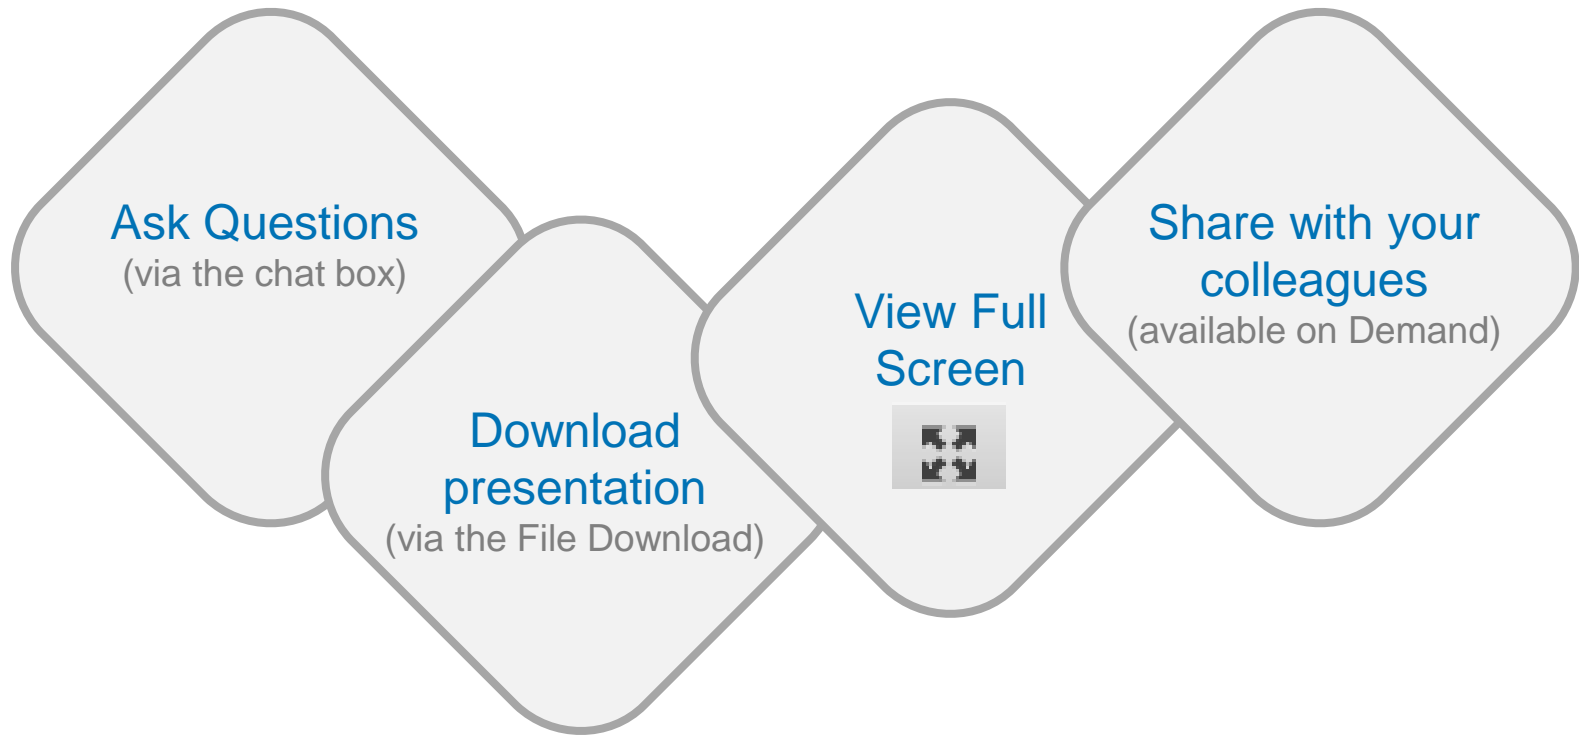 Ask Questions
(via the chat box)
Download
presentation
(via the File Download)
View Full
Screen
Share with your
colleagues
(available on Demand)